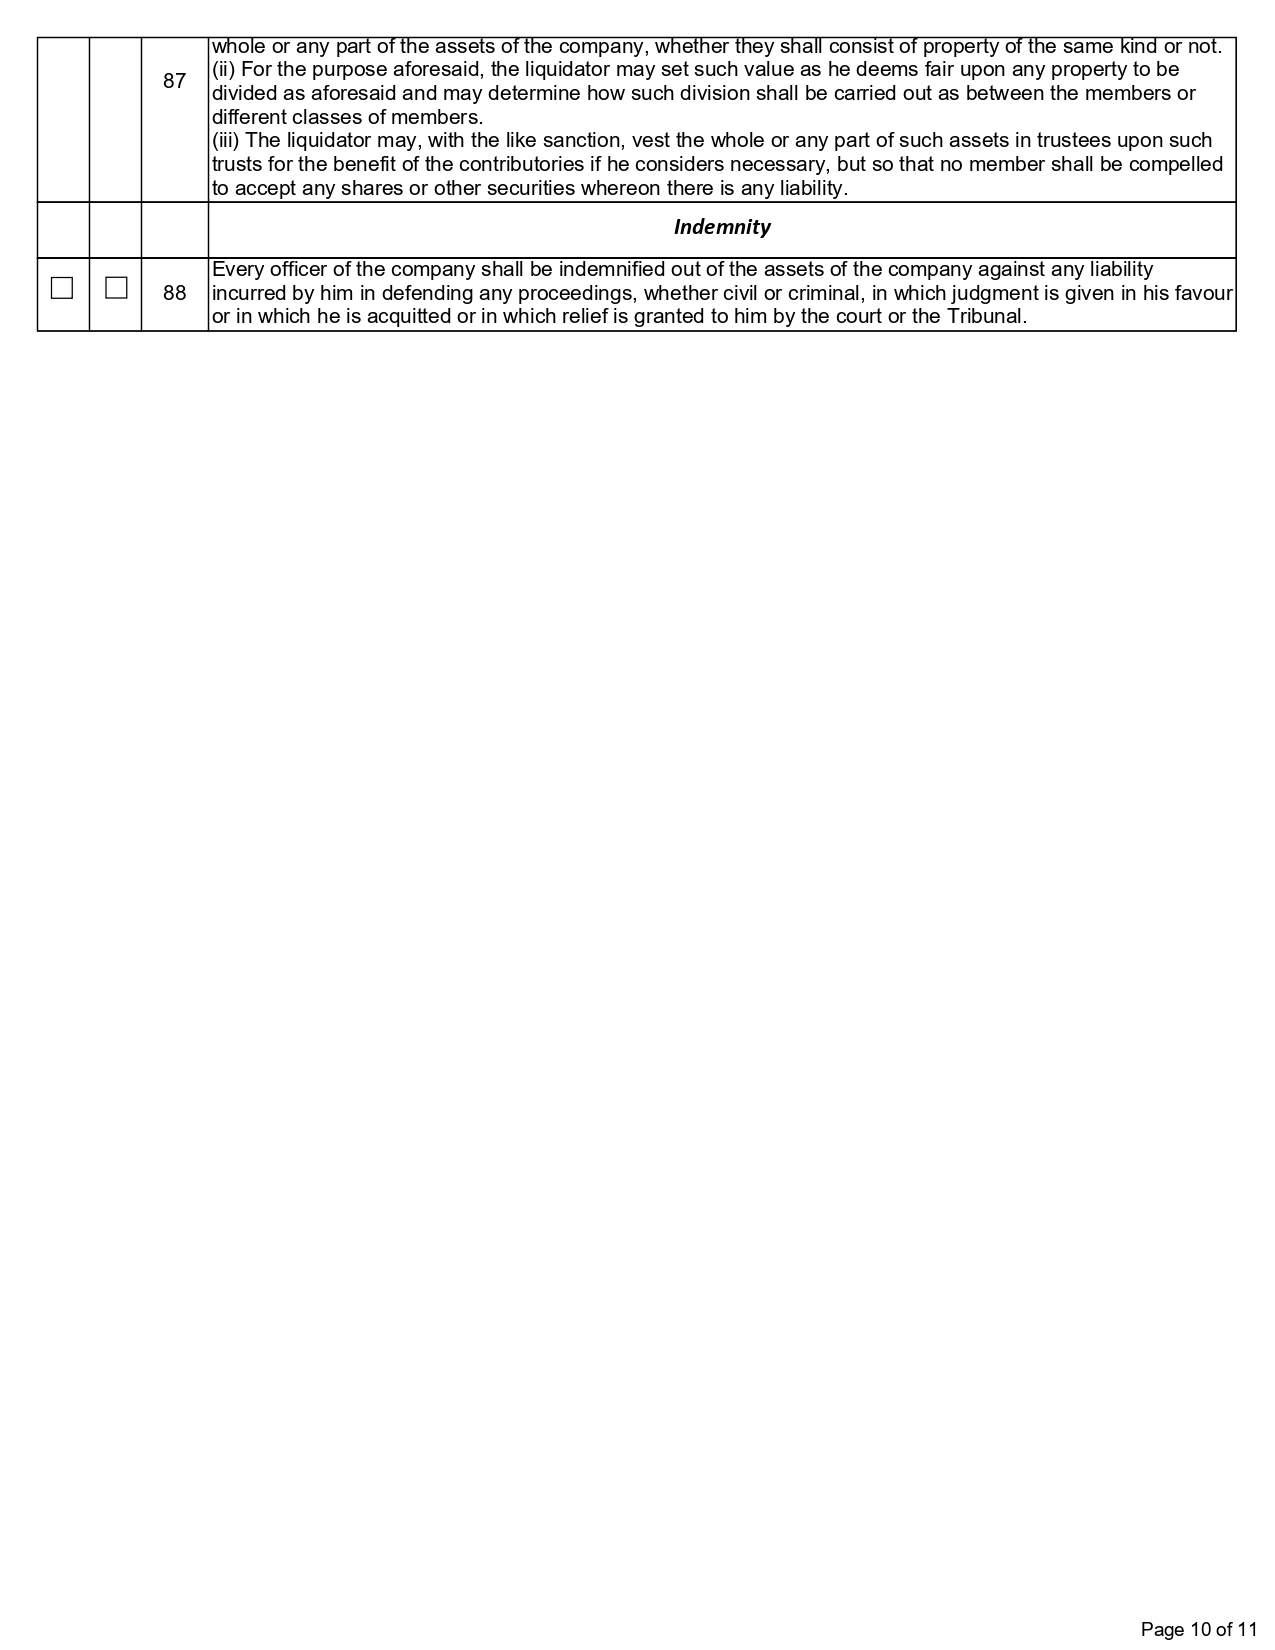 whole or any part of the assets of the company, whether they shall consist of property of the same kind or not.
87
(ii) For the purpose aforesaid, the liquidator may set such value as he deems fair upon any property to be
divided as aforesaid and may determine how such division shall be carried out as between the members or
different classes of members.
(iii) The liquidator may, with the like sanction, vest the whole or any part of such assets in trustees upon such
trusts for the benefit of the contributories if he considers necessary, but so that no member shall be compelled
to accept any shares or other securities whereon there is any liability.
Indemnity
88
Every officer of the company shall be indemnified out of the assets of the company against any liability
incurred by him in defending any proceedings, whether civil or criminal, in which judgment is given in his favour
or in which he is acquitted or in which relief is granted to him by the court or the Tribunal.
Page 10 of 11